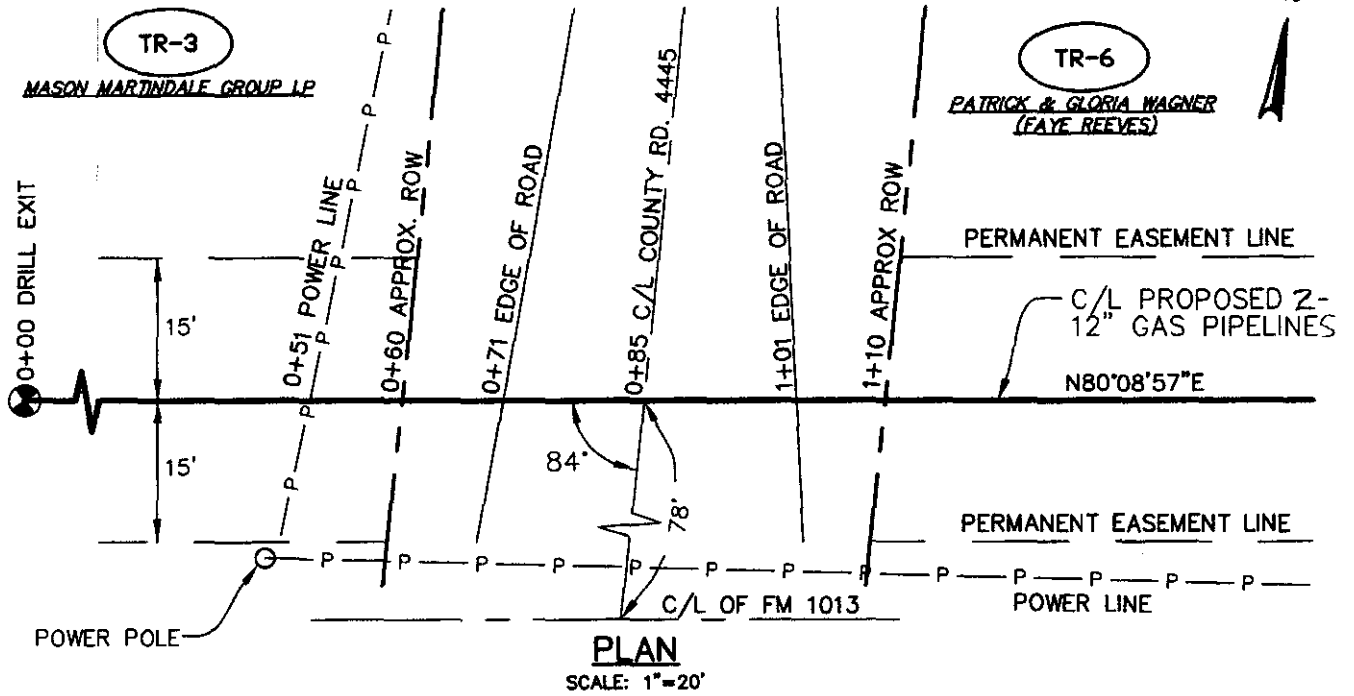 TR-3
MASON MARTINDALE GROUP LP
TR-6
PATRICK & GLORIA WAGNER
(FAYE REEVES)
0+00 DRILL EXIT
0+51 POWER LINE
0+60 APPROX. ROW
0+71 EDGE OF ROAD
0+85 C/L COUNTY RD. 4445
1+01 EDGE OF ROAD
1+10 APPROX ROW
P
P
P
P
P
P
P
P
PERMANENT EASEMENT LINE
C/L PROPOSED 2-
12" GAS PIPELINES
N80°08'57"E
15'
15'
84°
78'
PERMANENT EASEMENT LINE
P P P P P P P P P P P P P
POWER LINE
C/L OF FM 1013
POWER POLE
PLAN
SCALE: 1"=20'